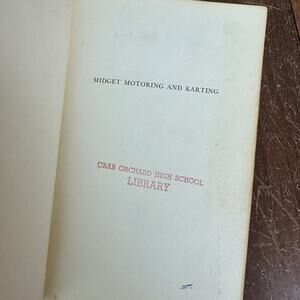 MIDGET MOTORING AND KARTING
CRAB ORCHARD HIGH SCHOOL
LIBRARY